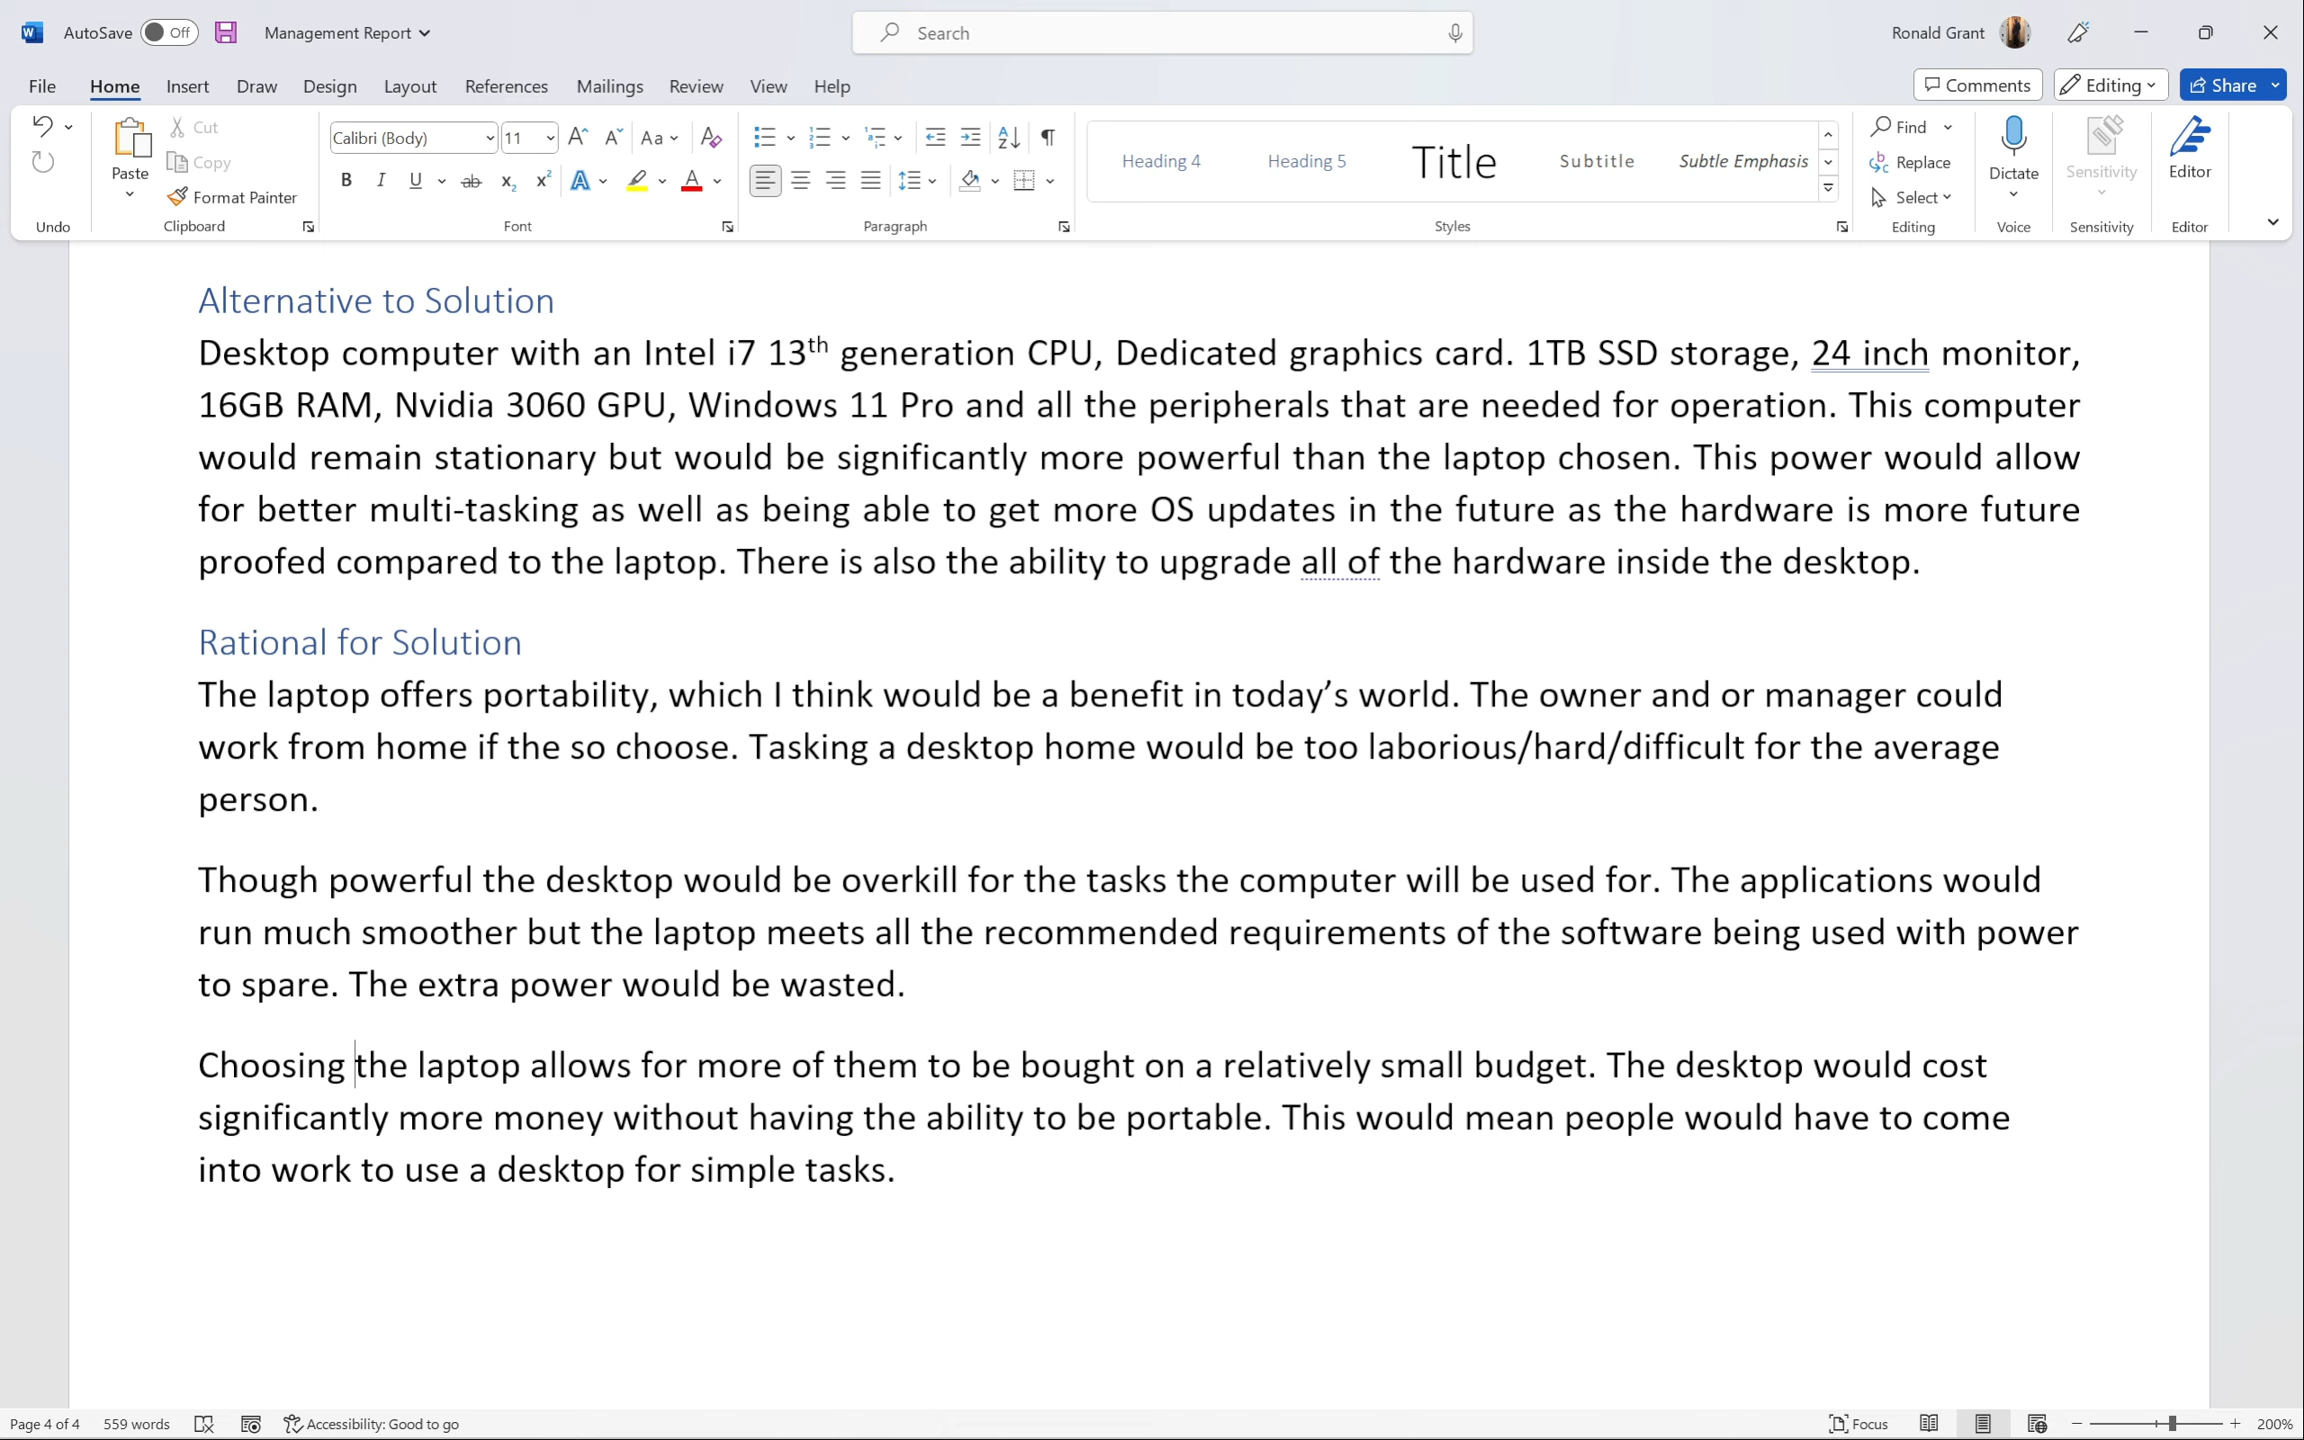 AutoSave Off Management Report Search Ronald Grant
File Home Insert Draw Design Layout References Mailings Review View Help Comments Editing Share
Paste Cut Copy Format Painter
Calibri (Body) 11 Aa
Heading 4 Heading 5 Title Subtitle Subtle Emphasis
Find Replace Select Dictate Sensitivity Editor
Undo Clipboard Font Paragraph Styles Editing Voice Sensitivity Editor
Alternative to Solution
Desktop computer with an Intel i7 13th generation CPU, Dedicated graphics card. 1TB SSD storage, 24 inch monitor,
16GB RAM, Nvidia 3060 GPU, Windows 11 Pro and all the peripherals that are needed for operation. This computer
would remain stationary but would be significantly more powerful than the laptop chosen. This power would allow
for better multi-tasking as well as being able to get more OS updates in the future as the hardware is more future
proofed compared to the laptop. There is also the ability to upgrade all of the hardware inside the desktop.
Rational for Solution
The laptop offers portability, which I think would be a benefit in today’s world. The owner and or manager could
work from home if the so choose. Tasking a desktop home would be too laborious/hard/difficult for the average
person.
Though powerful the desktop would be overkill for the tasks the computer will be used for. The applications would
run much smoother but the laptop meets all the recommended requirements of the software being used with power
to spare. The extra power would be wasted.
Choosing the laptop allows for more of them to be bought on a relatively small budget. The desktop would cost
significantly more money without having the ability to be portable. This would mean people would have to come
into work to use a desktop for simple tasks.
Page 4 of 4 559 words Accessibility: Good to go Focus 200%